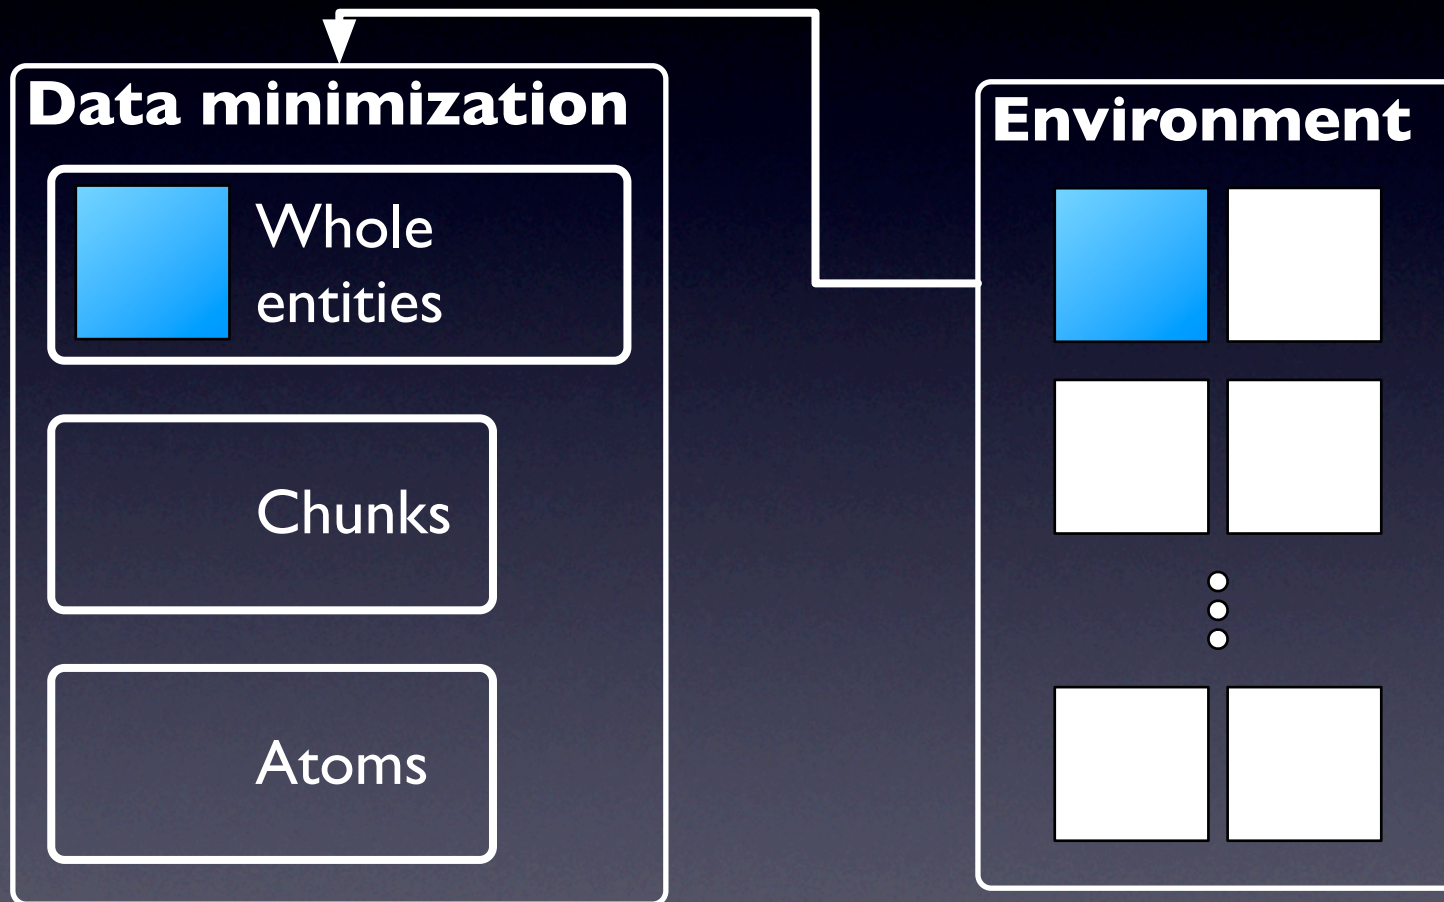 Data minimization
Whole
entities
Chunks
Atoms
Environment